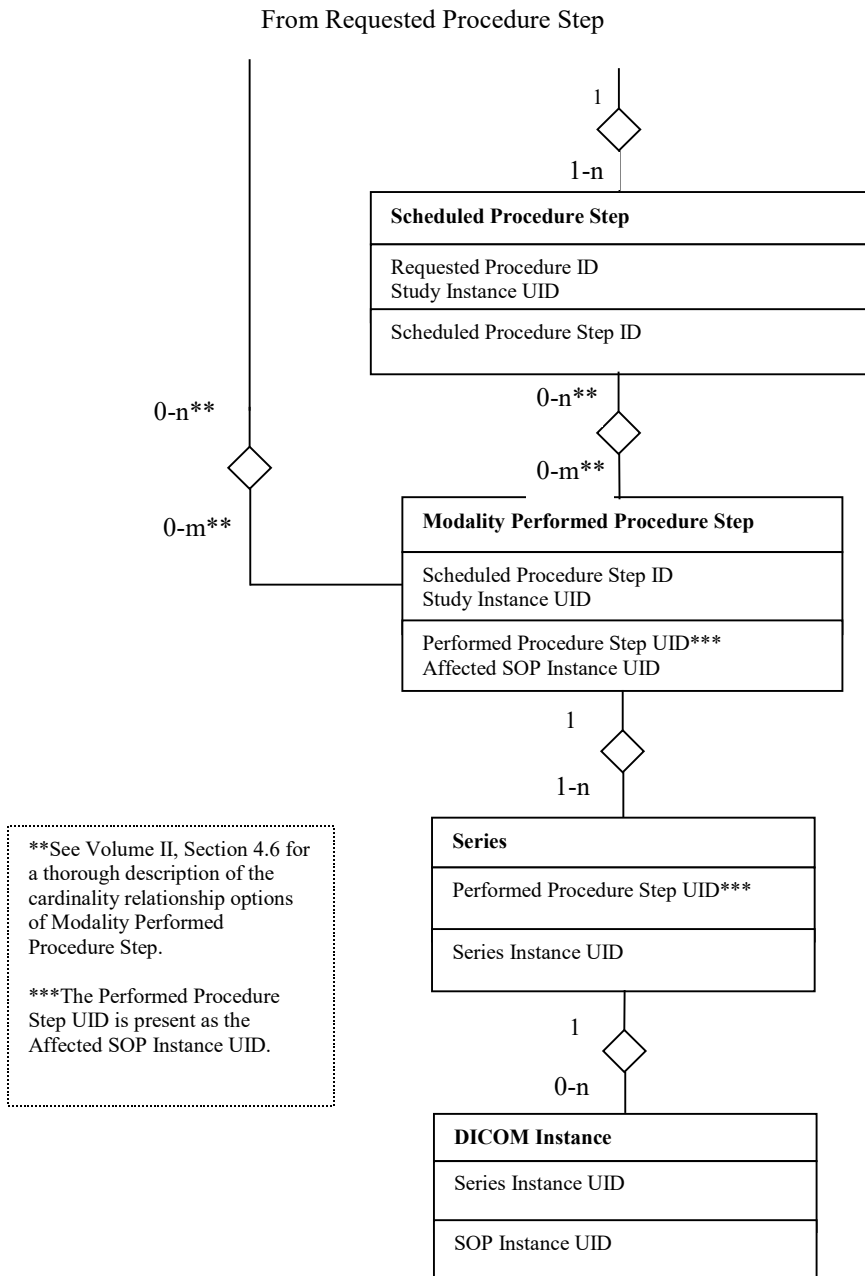 From Requested Procedure Step
1
1-n
Scheduled Procedure Step
Requested Procedure ID
Study Instance UID
Scheduled Procedure Step ID
0-n**
0-n**
0-m**
0-m**
Modality Performed Procedure Step
Scheduled Procedure Step ID
Study Instance UID
Performed Procedure Step UID***
Affected SOP Instance UID
1
1-n
Series
Performed Procedure Step UID***
Series Instance UID
**See Volume II, Section 4.6 for
a thorough description of the
cardinality relationship options
of Modality Performed
Procedure Step.
***The Performed Procedure
Step UID is present as the
Affected SOP Instance UID.
1
0-n
DICOM Instance
Series Instance UID
SOP Instance UID